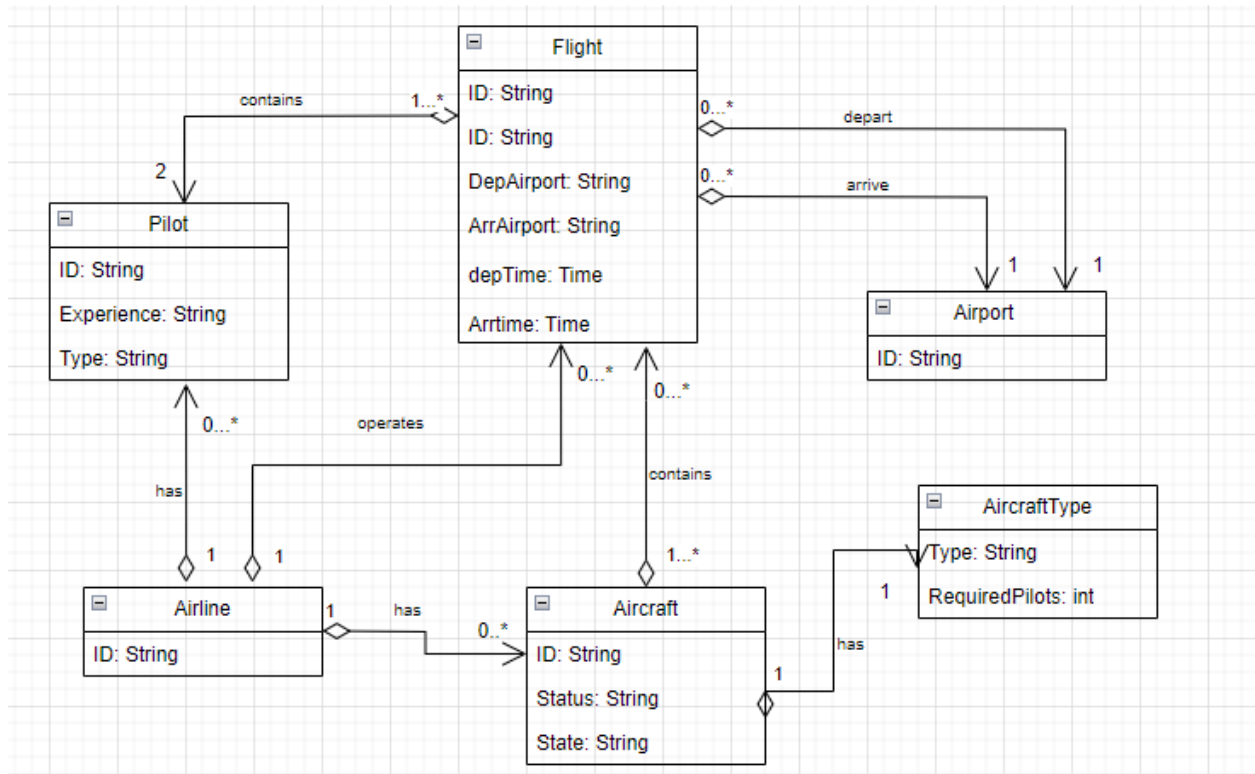 Flight
ID: String
ID: String
DepAirport: String
ArrAirport: String
depTime: Time
Arrtime: Time
contains
1...*
2
0...*
depart
0...*
arrive
1
1
Pilot
ID: String
Experience: String
Type: String
Airport
ID: String
0...*
operates
0...*
0...*
has
contains
1
1
1...*
Airline
ID: String
1
has
0..*
Aircraft
ID: String
Status: String
State: String
1
has
1
AircraftType
Type: String
RequiredPilots: int